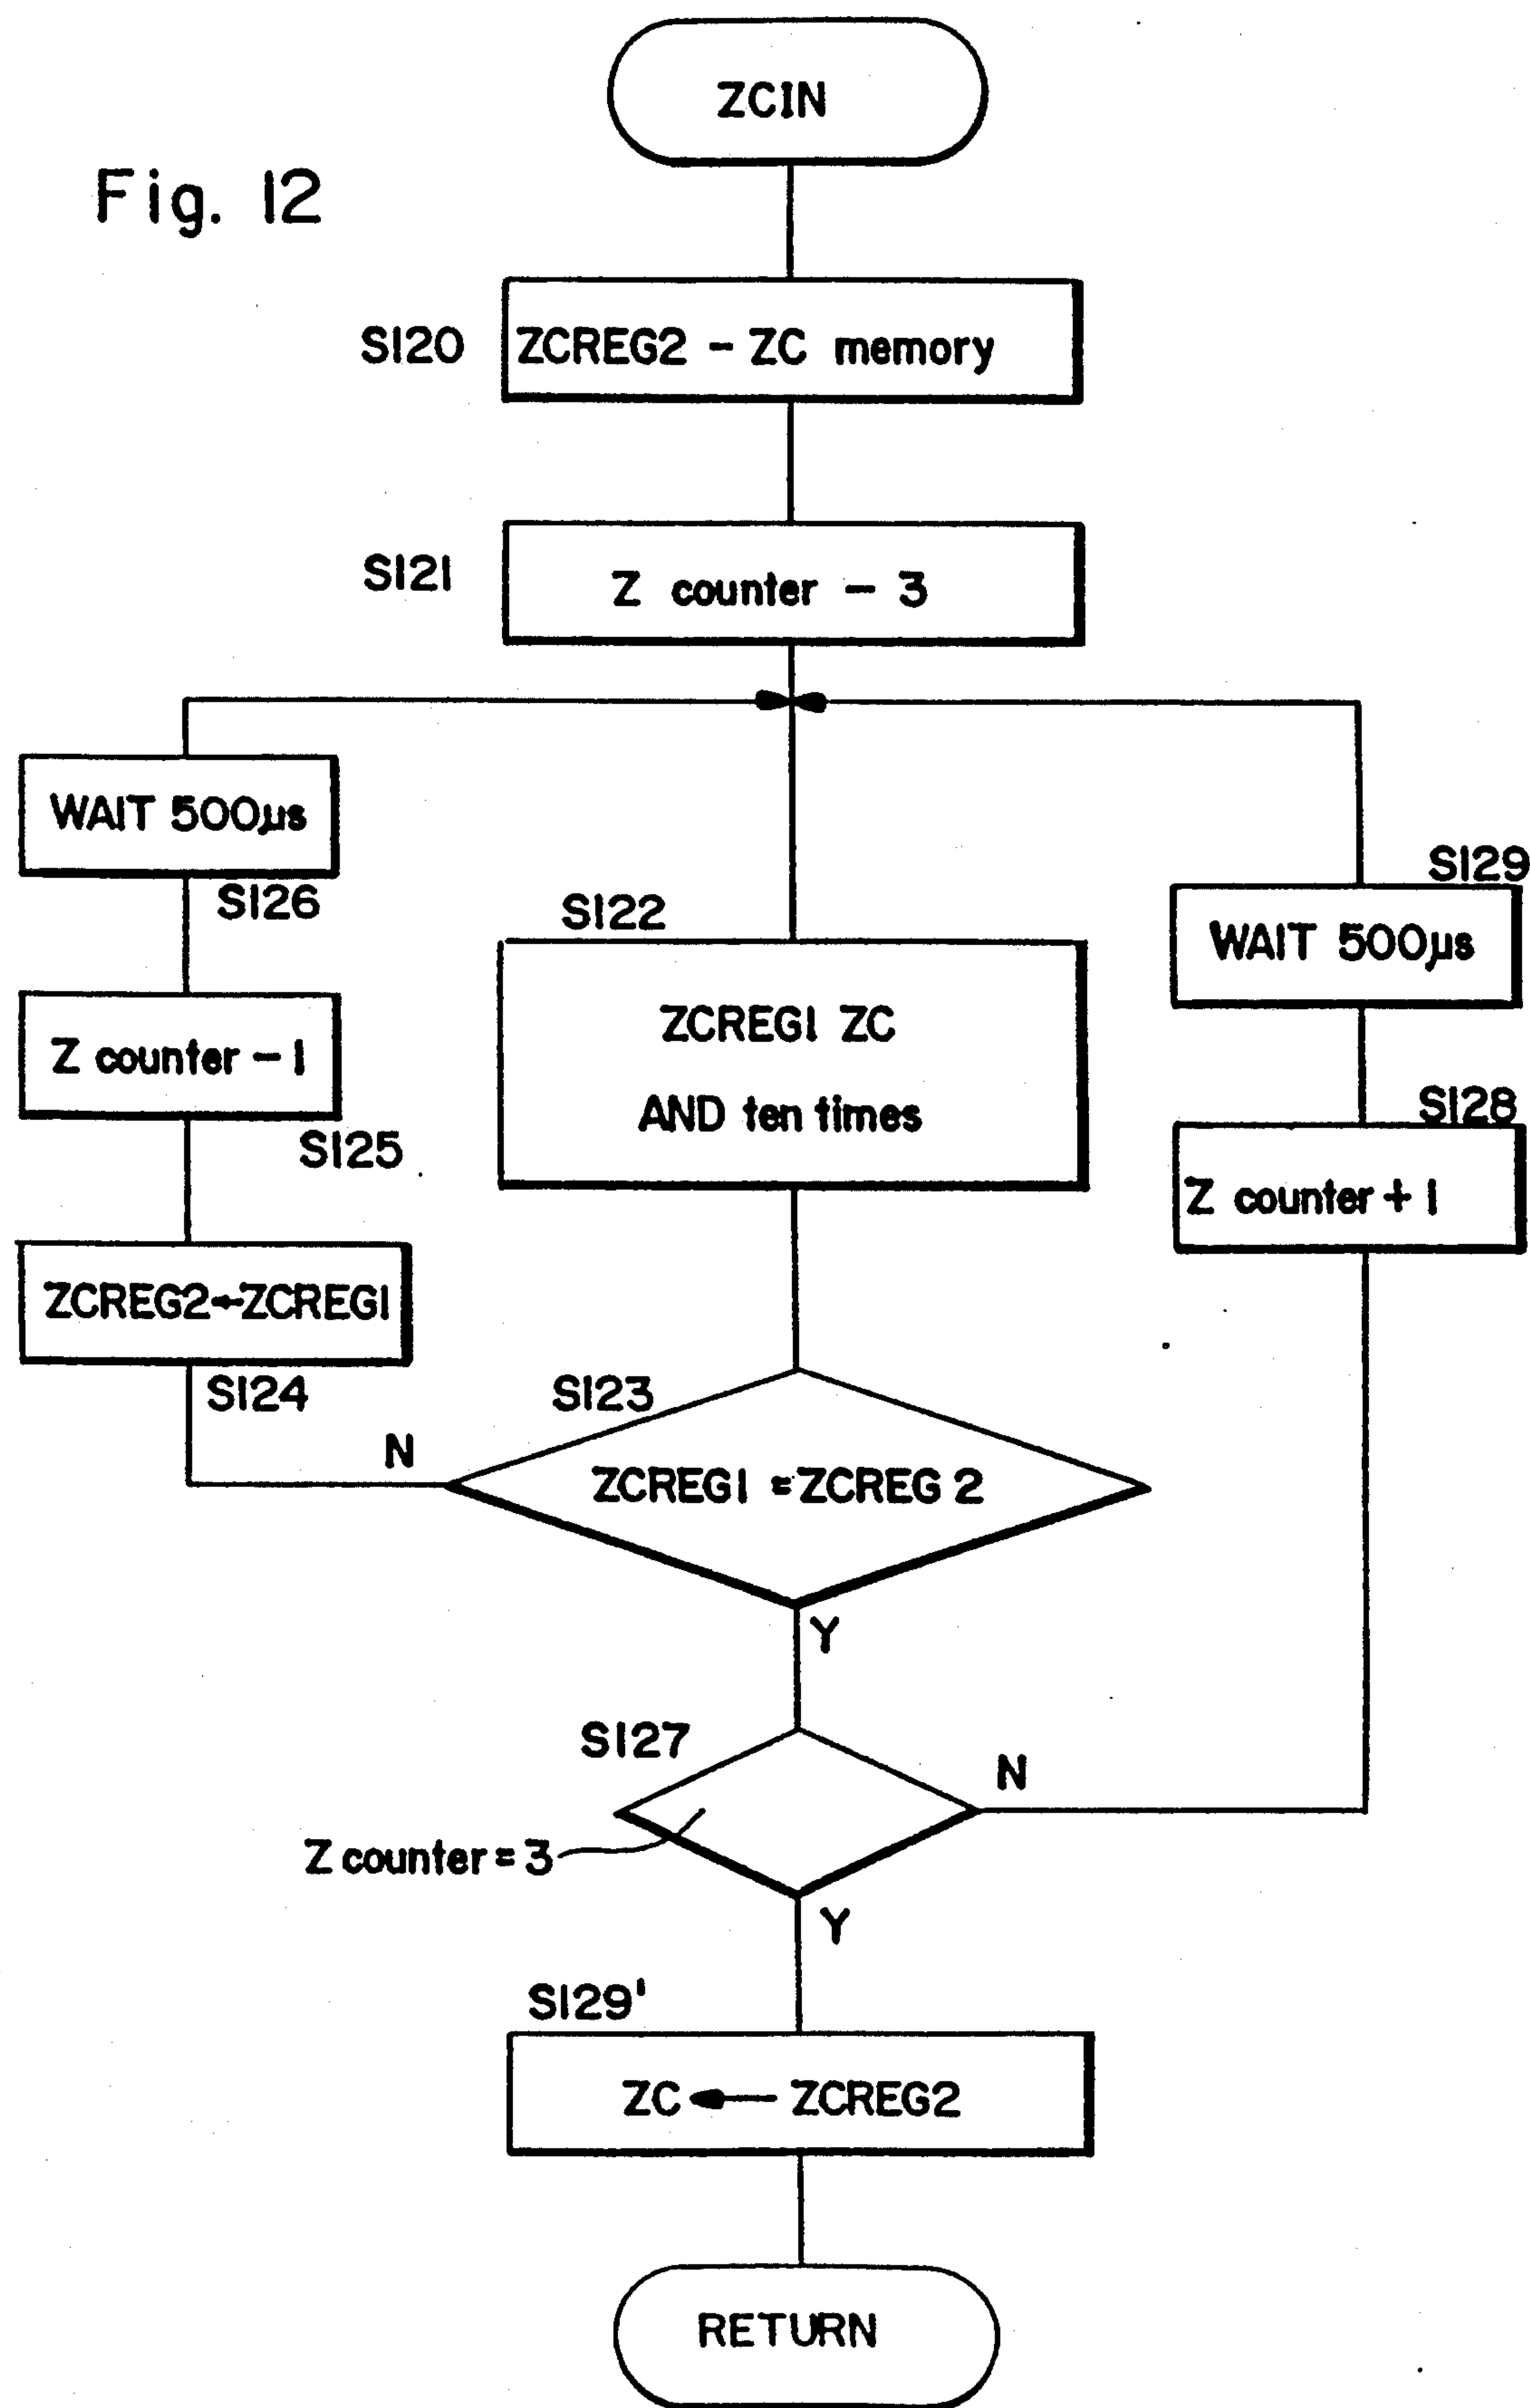 ZCIN
Fig. 12
S120
ZCREG2 - ZC memory
S121
Z counter - 3
WAIT 500µs
S126
S129
WAIT 500µs
S122
ZCREG1 ZC
AND ten times
Z counter - 1
S125
S128
Z counter + 1
ZCREG2←ZCREG1
S124
S123
N
ZCREG1 = ZCREG 2
Y
S127
N
Z counter = 3
Y
S129'
ZC ← ZCREG2
RETURN